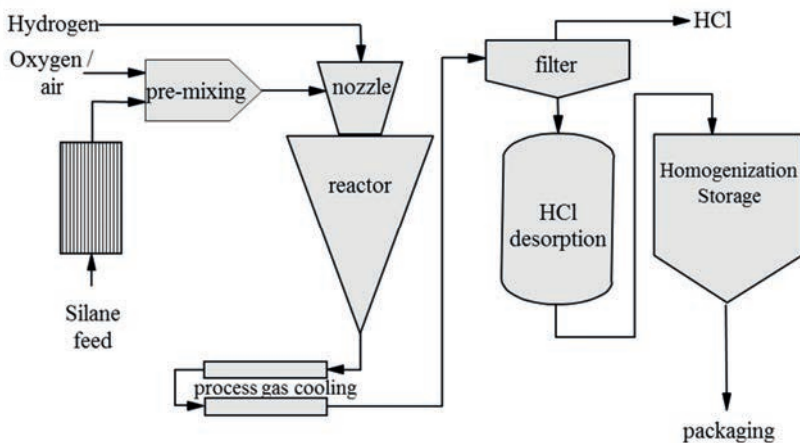 Hydrogen
Oxygen /
air
pre-mixing
nozzle
reactor
Silane
feed
process gas cooling
filter
HCl
HCl
desorption
Homogenization
Storage
packaging